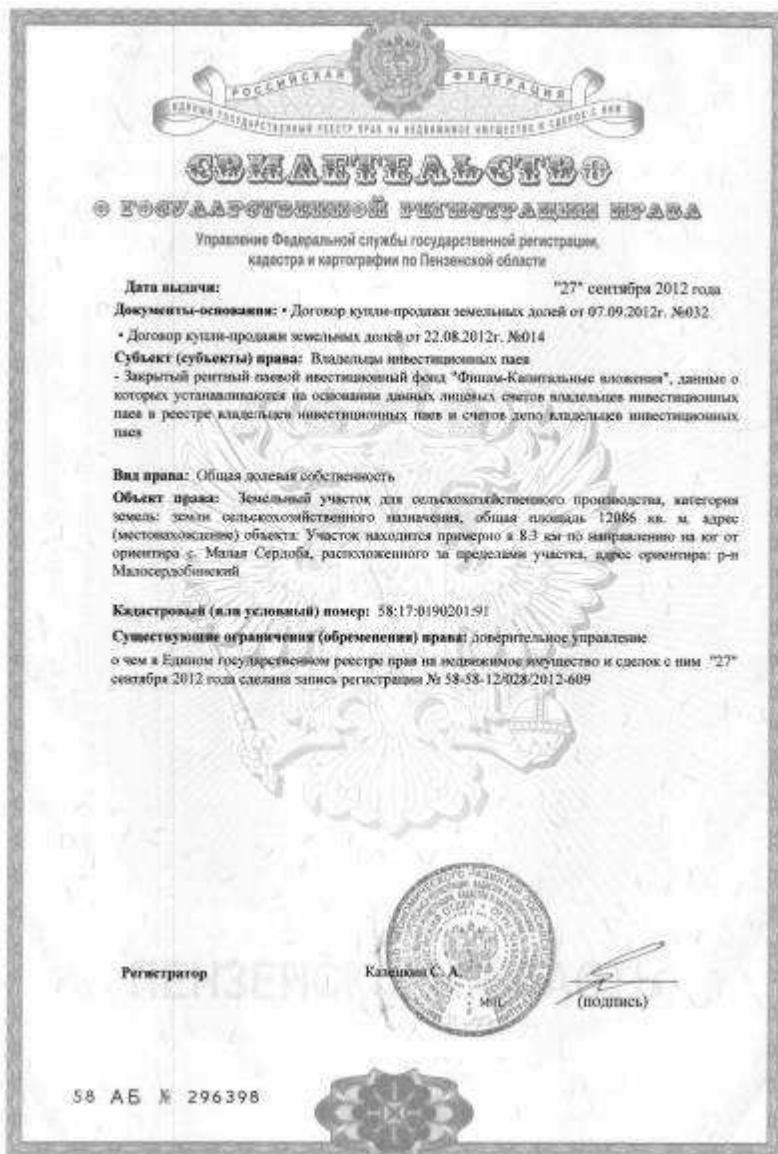 РОССИЙСКАЯ ФЕДЕРАЦИЯ
ЕДИНЫЙ ГОСУДАРСТВЕННЫЙ РЕЕСТР ПРАВ НА НЕДВИЖИМОЕ ИМУЩЕСТВО И СДЕЛОК С НИМ
СВИДЕТЕЛЬСТВО
О ГОСУДАРСТВЕННОЙ РЕГИСТРАЦИИ ПРАВА
Управление Федеральной службы государственной регистрации,
кадастра и картографии по Пензенской области
Дата выдачи: "27" сентября 2012 года
Документы-основания: • Договор купли-продажи земельных долей от 07.09.2012г. №032
• Договор купли-продажи земельных долей от 22.08.2012г. №014
Субъект (субъекты) права: Владельцы инвестиционных паев
- Закрытый рентный паевой ивестиционный фонд "Финам-Капитальные вложения", данные о
которых устанавливаются на основании данных лицевых счетов владельцев инвестиционных
паев в реестре владельцев инвестиционных паев и счетов депо владельцев инвестиционных
паев
Вид права: Общая долевая собственность
Объект права: Земельный участок для сельскохозяйственного производства, категория
земель: земли сельскохозяйственного назначения, общая площадь 12086 кв. м, адрес
(местонахождение) объекта: Участок находится примерно в 8.3 км по направлению на юг от
ориентира с. Малая Сердоба, расположенного за пределами участка, адрес ориентира: р-н
Малосердобинский
Кадастровый (или условный) номер: 58:17:0190201:91
Существующие ограничения (обременения) права: доверительное управление
о чем в Едином государственном реестре прав на недвижимое имущество и сделок с ним "27"
сентября 2012 года сделана запись регистрации № 58-58-12/028/2012-609
Регистратор С. А.
м.п.
(подпись)
58 АБ № 296398